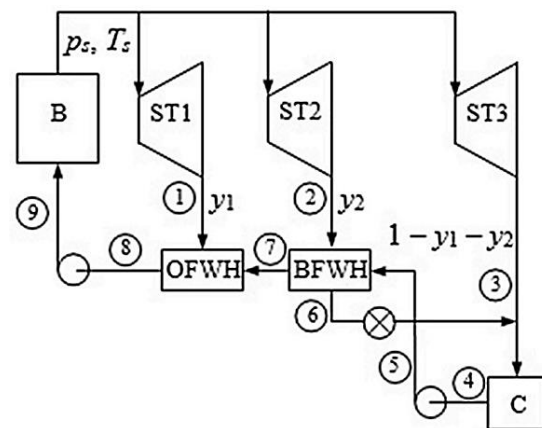 pₛ, Tₛ
B
ST1
ST2
ST3
9
1
y₁
2
y₂
1 − y₁ − y₂
8
OFWH
7
BFWH
6
3
5
4
C